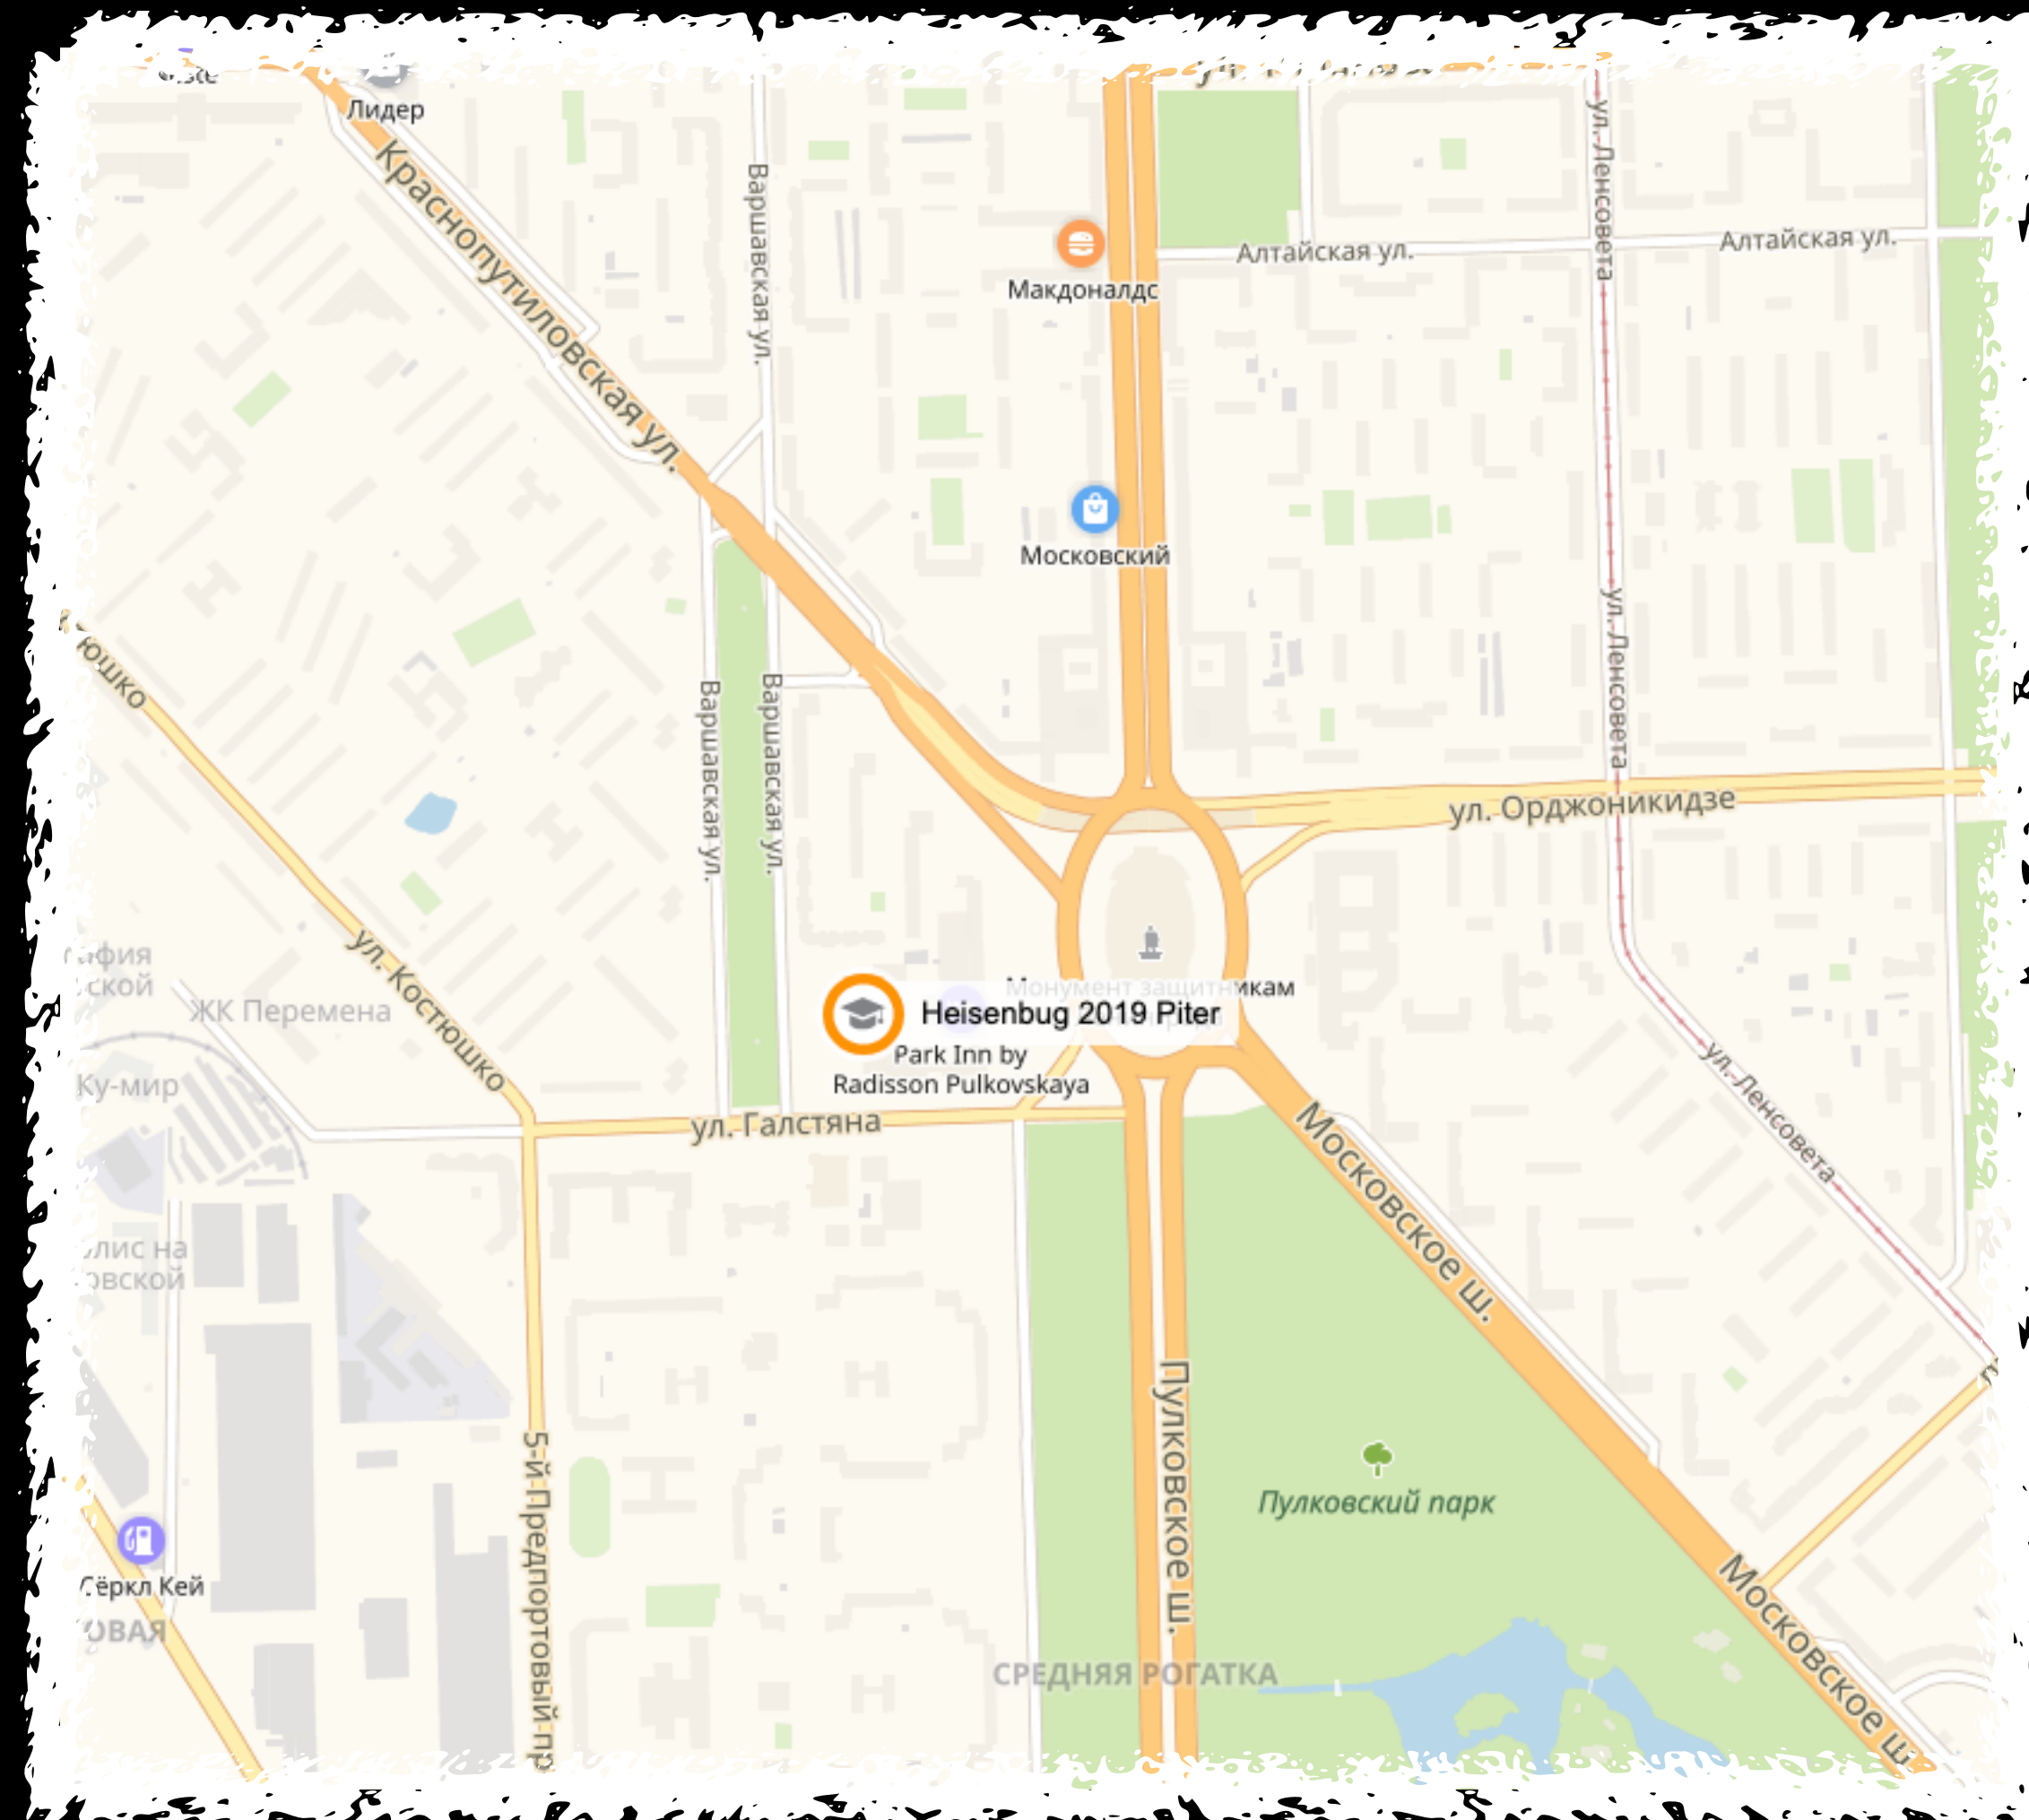 Лидер
Краснопутиловская ул.
Варшавская ул.
Макдоналдс
Алтайская ул.
ул. Ленсовета
Алтайская ул.
Московский
ул. Ленсовета
Варшавская ул.
Варшавская ул.
ул. Орджоникидзе
ул. Костюшко
ЖК Перемена
Монумент защитникам
Heisenbug 2019 Piter
Park Inn by
Radisson Pulkovskaya
Ку-мир
ул. Галстяна
ул. Ленсовета
Московское ш.
Пулковское ш.
5-й Предпортовый пр
Пулковский парк
Сёркл Кей
СРЕДНЯЯ РОГАТКА
Московское ш.